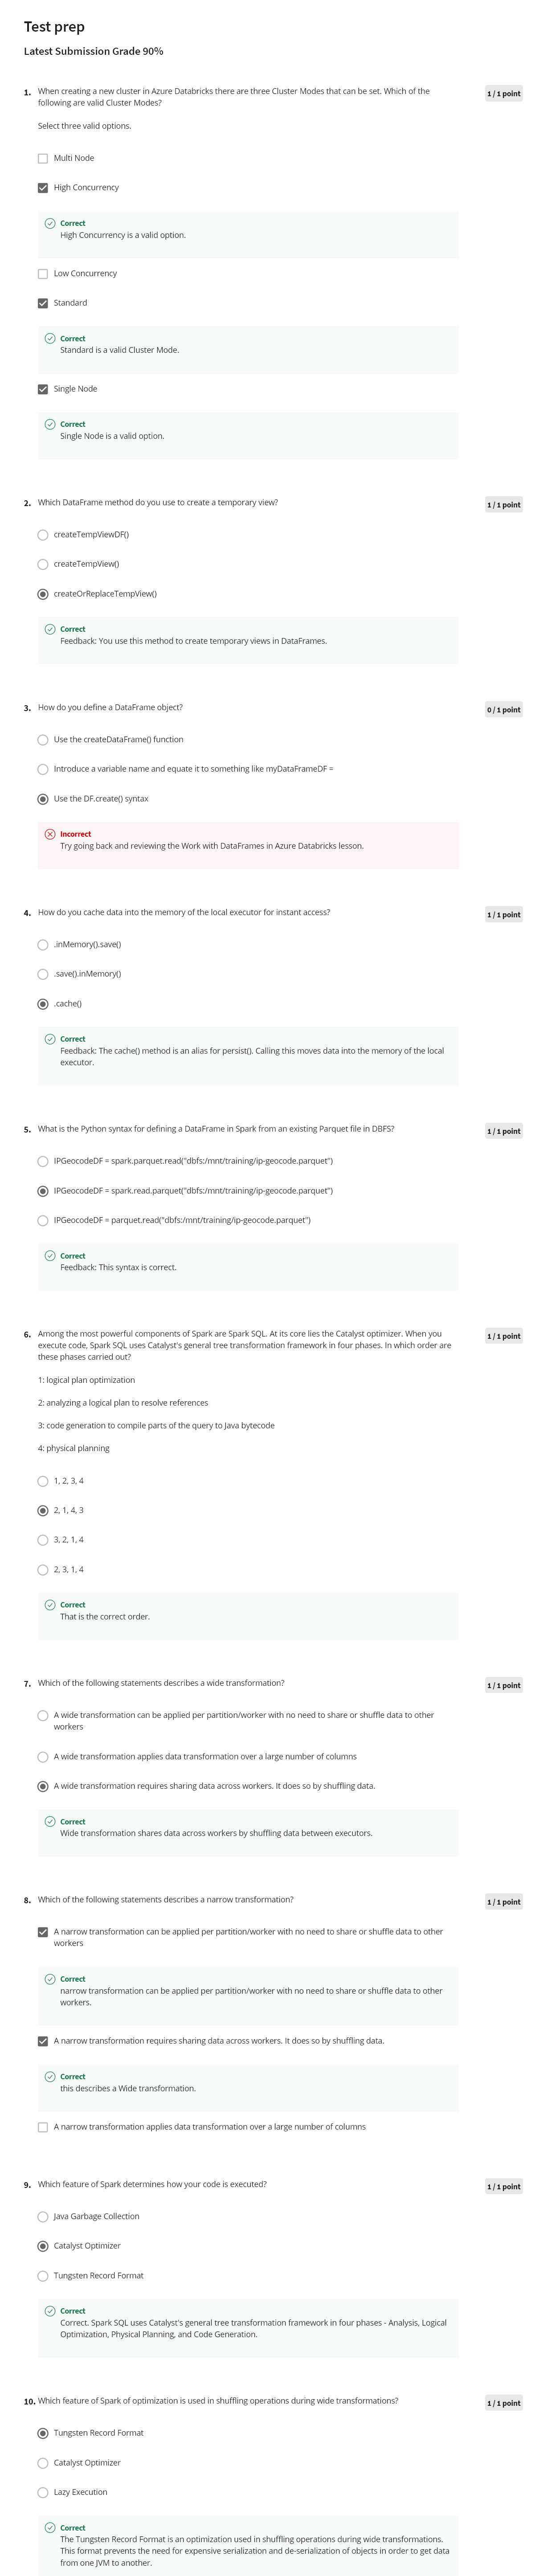 Test prep
Latest Submission Grade 90%
1. When creating a new cluster in Azure Databricks there are three Cluster Modes that can be set. Which of the
following are valid Cluster Modes?
1 / 1 point
Select three valid options.
Multi Node
High Concurrency
Correct
High Concurrency is a valid option.
Low Concurrency
Standard
Correct
Standard is a valid Cluster Mode.
Single Node
Correct
Single Node is a valid option.
2. Which DataFrame method do you use to create a temporary view?
1 / 1 point
createTempViewDF()
createTempView()
createOrReplaceTempView()
Correct
Feedback: You use this method to create temporary views in DataFrames.
3. How do you define a DataFrame object?
0 / 1 point
Use the createDataFrame() function
Introduce a variable name and equate it to something like myDataFrameDF =
Use the DF.create() syntax
Incorrect
Try going back and reviewing the Work with DataFrames in Azure Databricks lesson.
4. How do you cache data into the memory of the local executor for instant access?
1 / 1 point
.inMemory().save()
.save().inMemory()
.cache()
Correct
Feedback: The cache() method is an alias for persist(). Calling this moves data into the memory of the local
executor.
5. What is the Python syntax for defining a DataFrame in Spark from an existing Parquet file in DBFS?
1 / 1 point
IPGeocodeDF = spark.parquet.read("dbfs:/mnt/training/ip-geocode.parquet")
IPGeocodeDF = spark.read.parquet("dbfs:/mnt/training/ip-geocode.parquet")
IPGeocodeDF = parquet.read("dbfs:/mnt/training/ip-geocode.parquet")
Correct
Feedback: This syntax is correct.
6. Among the most powerful components of Spark are Spark SQL. At its core lies the Catalyst optimizer. When you
execute code, Spark SQL uses Catalyst's general tree transformation framework in four phases. In which order are
these phases carried out?
1 / 1 point
1: logical plan optimization
2: analyzing a logical plan to resolve references
3: code generation to compile parts of the query to Java bytecode
4: physical planning
1, 2, 3, 4
2, 1, 4, 3
3, 2, 1, 4
2, 3, 1, 4
Correct
That is the correct order.
7. Which of the following statements describes a wide transformation?
1 / 1 point
A wide transformation can be applied per partition/worker with no need to share or shuffle data to other
workers
A wide transformation applies data transformation over a large number of columns
A wide transformation requires sharing data across workers. It does so by shuffling data.
Correct
Wide transformation shares data across workers by shuffling data between executors.
8. Which of the following statements describes a narrow transformation?
1 / 1 point
A narrow transformation can be applied per partition/worker with no need to share or shuffle data to other
workers
Correct
narrow transformation can be applied per partition/worker with no need to share or shuffle data to other
workers.
A narrow transformation requires sharing data across workers. It does so by shuffling data.
Correct
this describes a Wide transformation.
A narrow transformation applies data transformation over a large number of columns
9. Which feature of Spark determines how your code is executed?
1 / 1 point
Java Garbage Collection
Catalyst Optimizer
Tungsten Record Format
Correct
Correct. Spark SQL uses Catalyst's general tree transformation framework in four phases - Analysis, Logical
Optimization, Physical Planning, and Code Generation.
10. Which feature of Spark of optimization is used in shuffling operations during wide transformations?
1 / 1 point
Tungsten Record Format
Catalyst Optimizer
Lazy Execution
Correct
The Tungsten Record Format is an optimization used in shuffling operations during wide transformations.
This format prevents the need for expensive serialization and de-serialization of objects in order to get data
from one JVM to another.